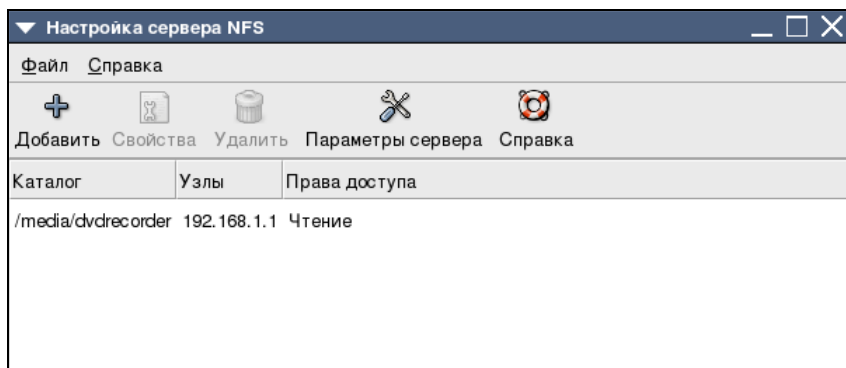 Настройка сервера NFS
Файл Справка
Добавить Свойства Удалить Параметры сервера Справка
Каталог Узлы Права доступа
/media/dvdrecorder 192.168.1.1 Чтение